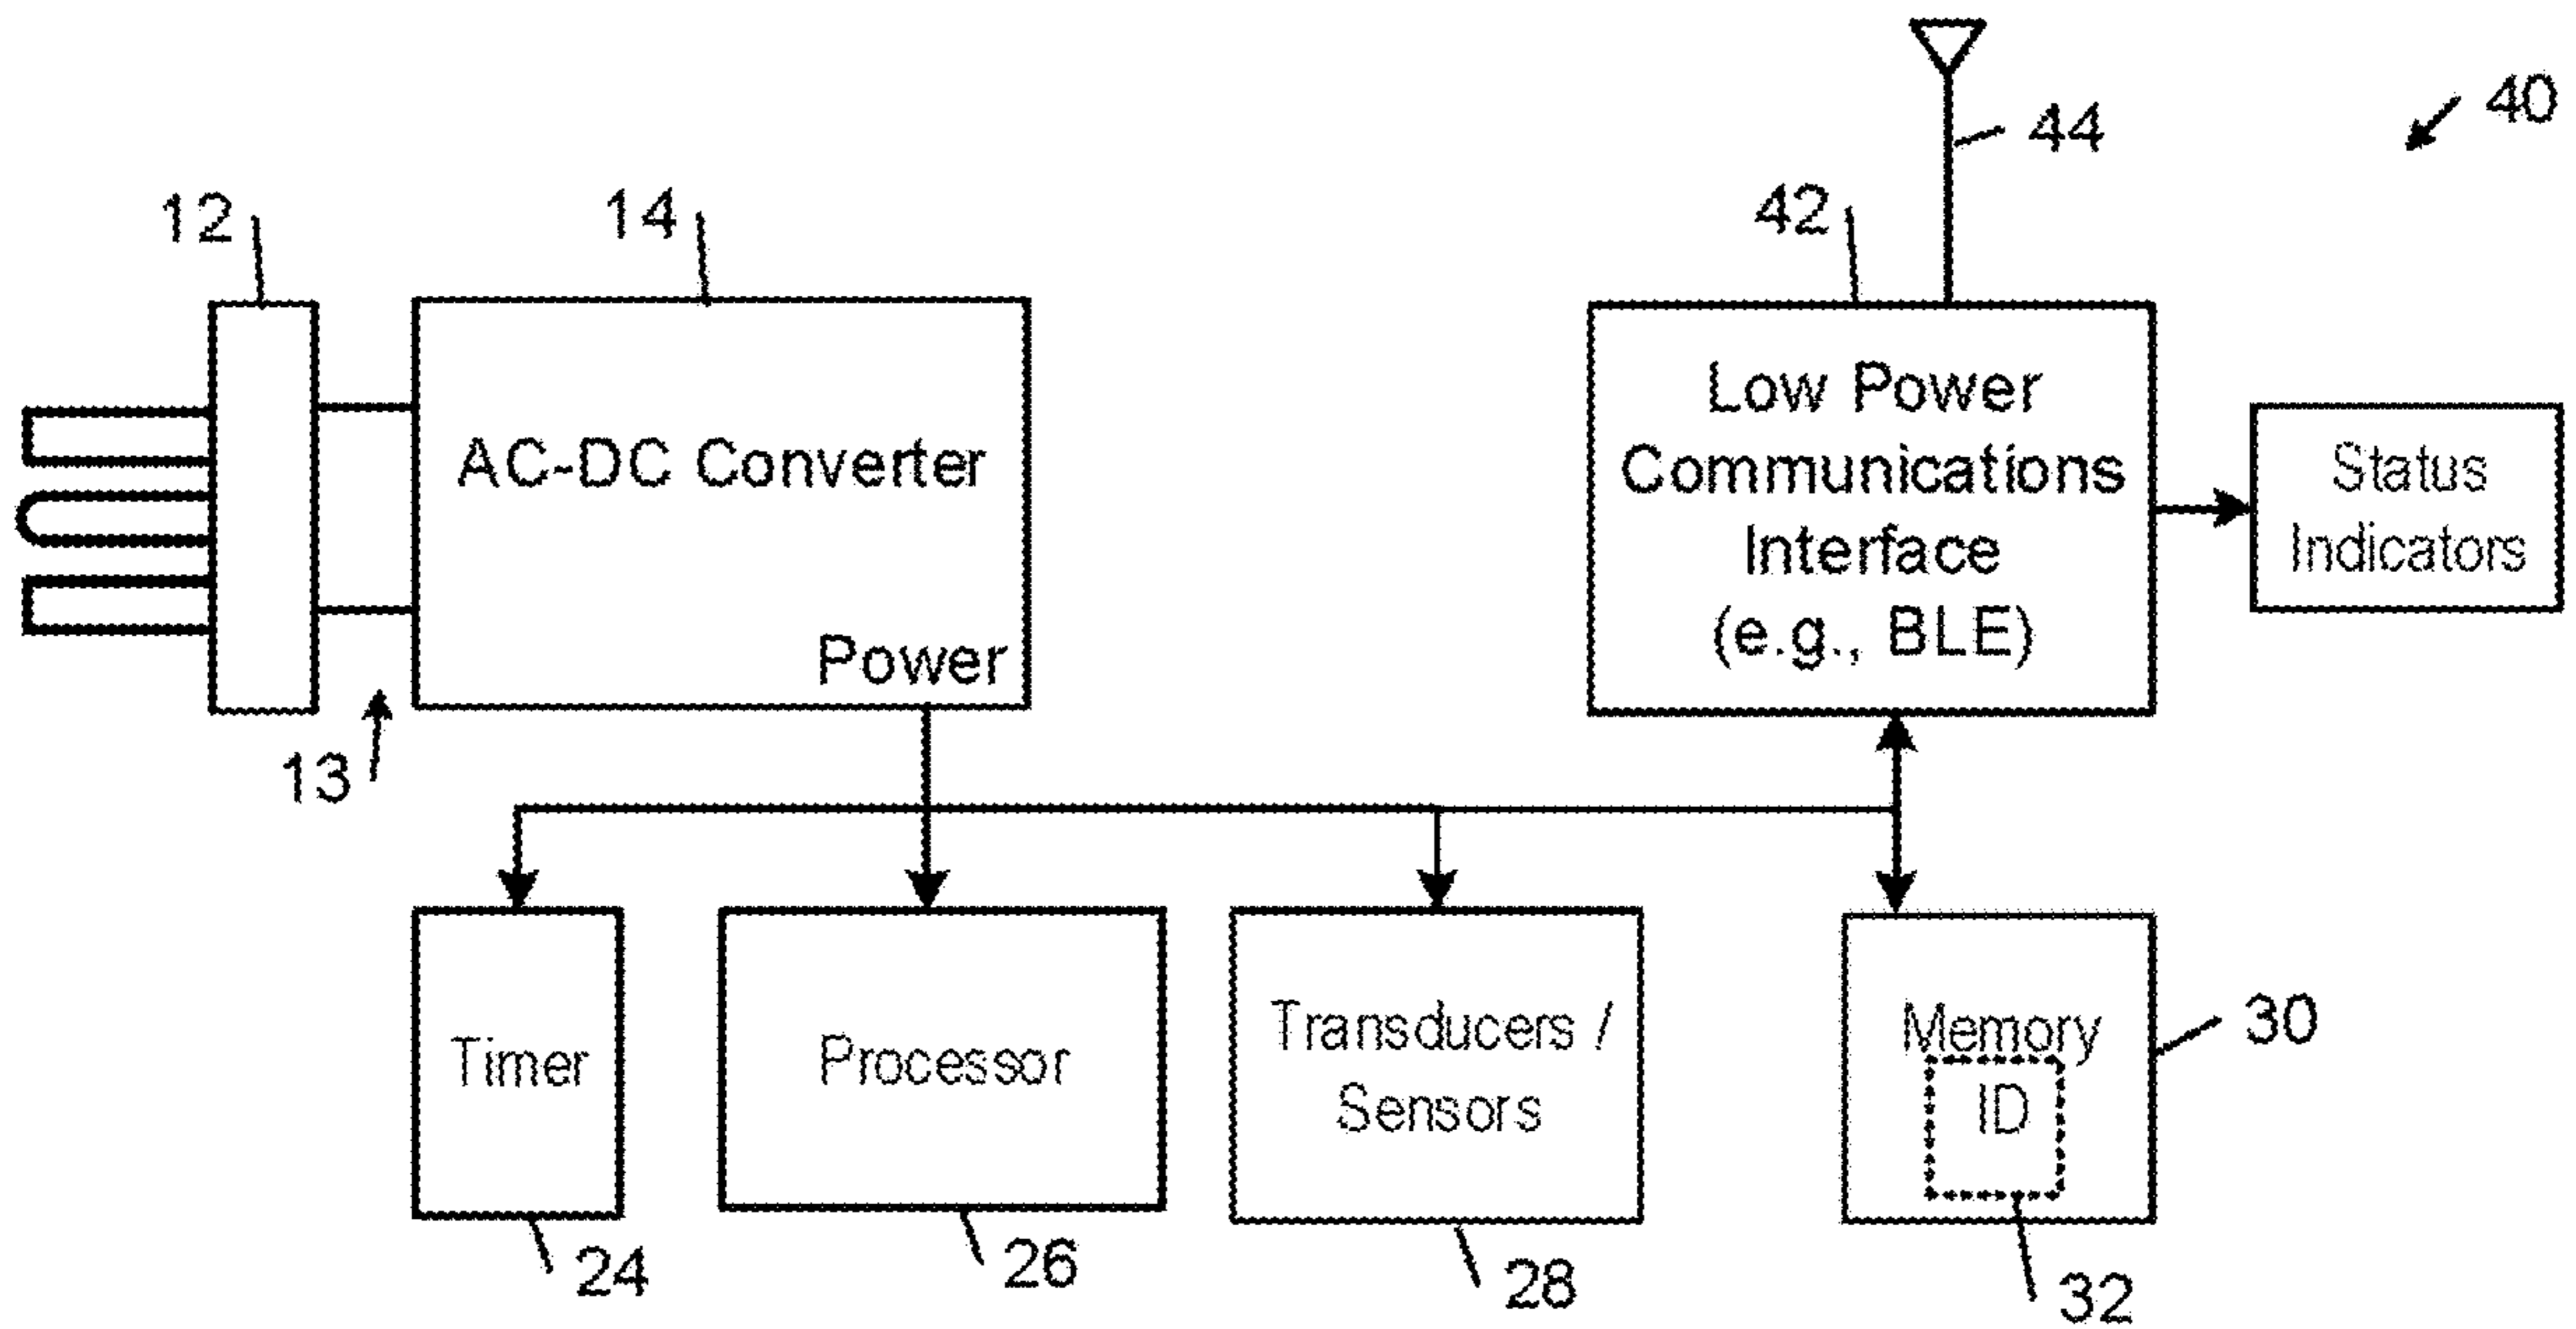 40
44
12
14
42
AC-DC Converter
Power
Low Power
Communications
Interface
(e.g., BLE)
Status
Indicators
13
Timer
Processor
Transducers /
Sensors
Memory
ID
30
24
26
28
32